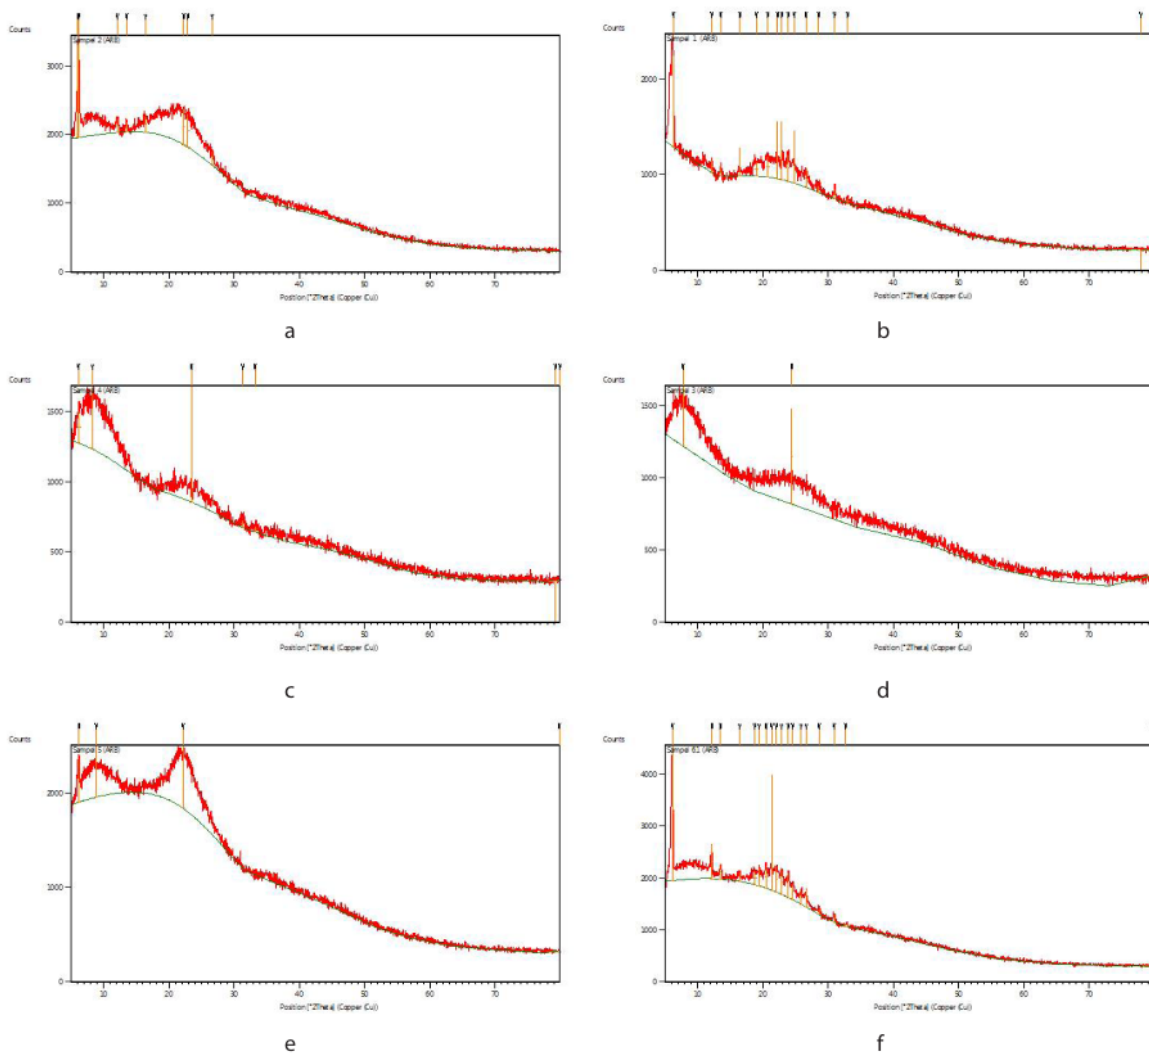 Counts
Sampel 2 (ARB)
3000
2000
1000
0
10 20 30 40 50 60 70
Position [°2Theta] (Copper (Cu))
a
Counts
Sampel 1 (ARB)
2000
1000
0
10 20 30 40 50 60 70
Position [°2Theta] (Copper (Cu))
b
Counts
Sampel 4 (ARB)
1500
1000
500
0
10 20 30 40 50 60 70
Position [°2Theta] (Copper (Cu))
c
Counts
Sampel 3 (ARB)
1500
1000
500
0
10 20 30 40 50 60 70
Position [°2Theta] (Copper (Cu))
d
Counts
Sampel 5 (ARB)
2000
1000
0
10 20 30 40 50 60 70
Position [°2Theta] (Copper (Cu))
e
Counts
Sampel 61 (ARB)
4000
3000
2000
1000
0
10 20 30 40 50 60 70
Position [°2Theta] (Copper (Cu))
f